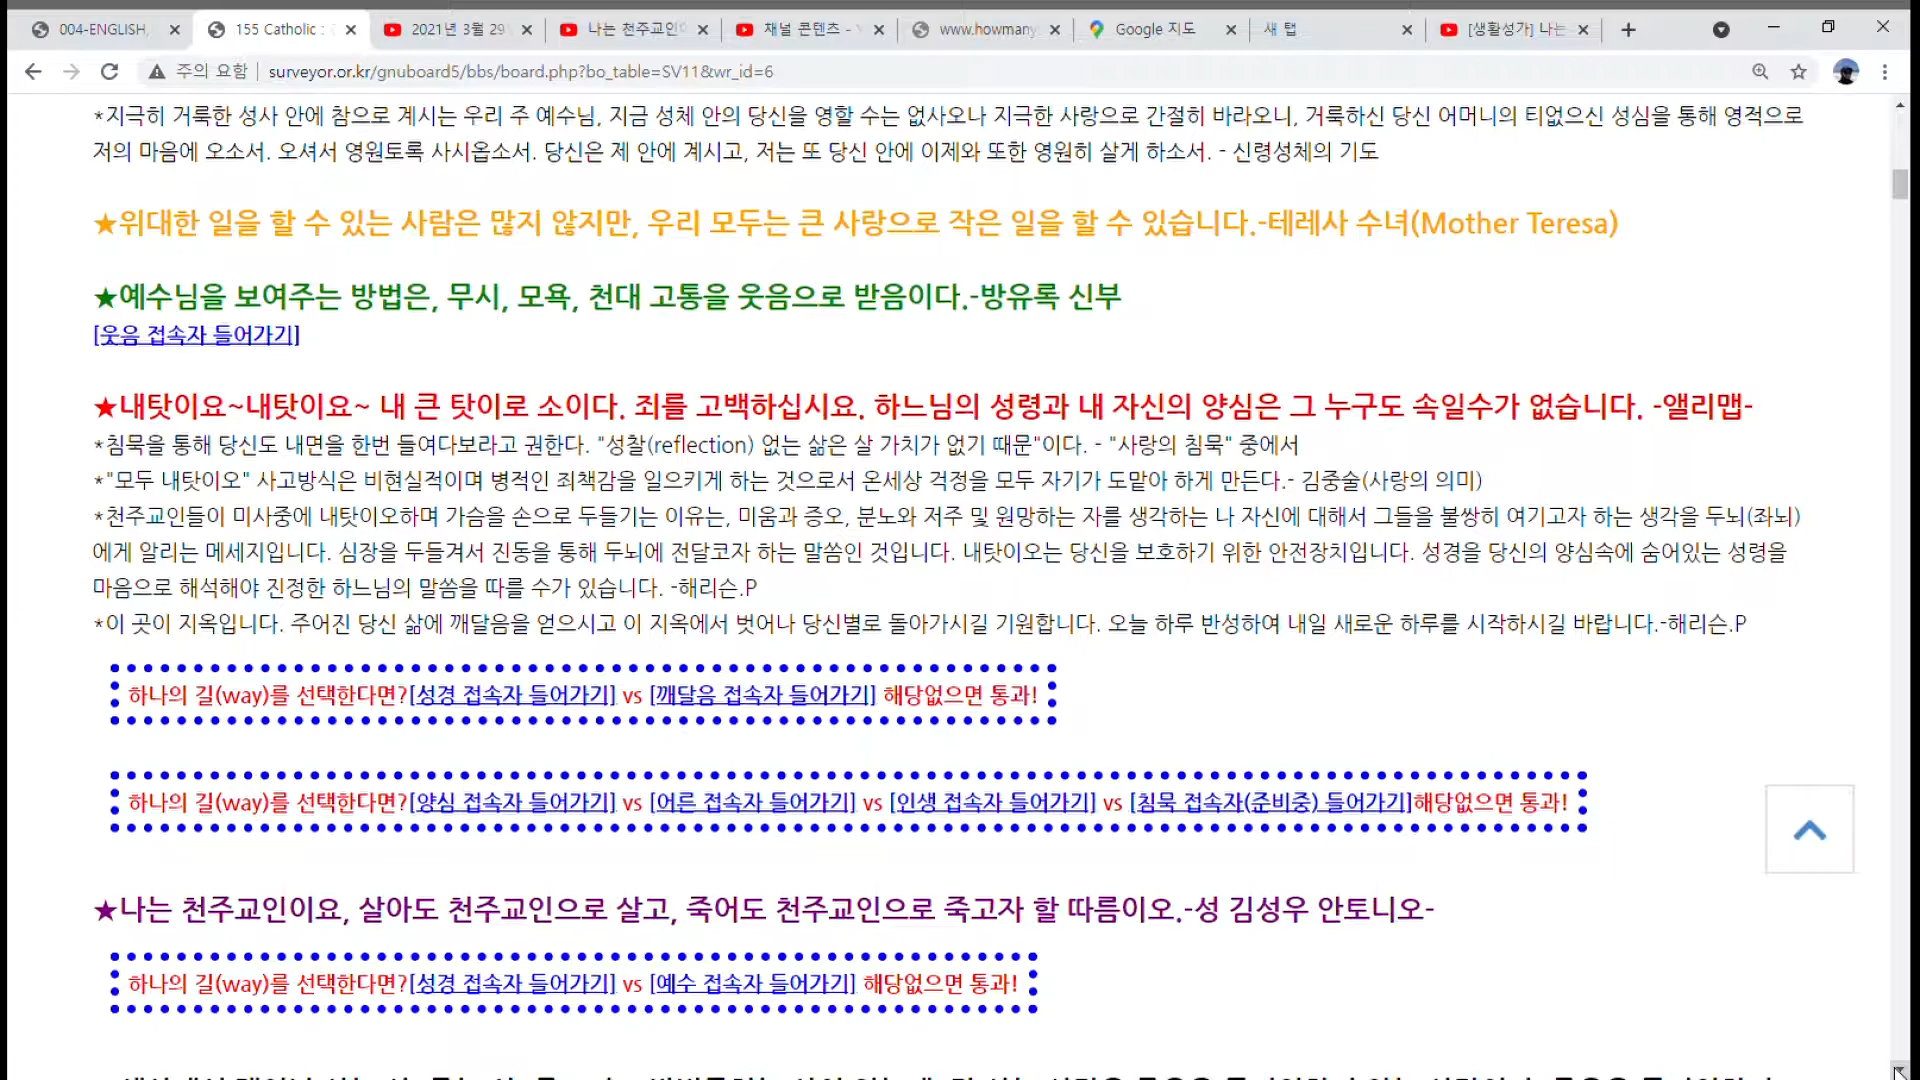 004-ENGLISH
155 Catholic :
2021년 3월 29
나는 천주교인이
채널 콘텐츠 -
www.howmany
Google 지도
새 탭
[생활성가] 나는
주의 요함
surveyor.or.kr/gnuboard5/bbs/board.php?bo_table=SV11&wr_id=6
*지극히 거룩한 성사 안에 참으로 계시는 우리 주 예수님, 지금 성체 안의 당신을 영할 수는 없사오나 지극한 사랑으로 간절히 바라오니, 거룩하신 당신 어머니의 티없으신 성심을 통해 영적으로
저의 마음에 오소서. 오셔서 영원토록 사시옵소서. 당신은 제 안에 계시고, 저는 또 당신 안에 이제와 또한 영원히 살게 하소서. - 신령성체의 기도
★위대한 일을 할 수 있는 사람은 많지 않지만, 우리 모두는 큰 사랑으로 작은 일을 할 수 있습니다.-테레사 수녀(Mother Teresa)
★예수님을 보여주는 방법은, 무시, 모욕, 천대 고통을 웃음으로 받음이다.-방유록 신부
[웃음 접속자 들어가기]
★내탓이요~내탓이요~ 내 큰 탓이로 소이다. 죄를 고백하십시요. 하느님의 성령과 내 자신의 양심은 그 누구도 속일수가 없습니다. -앨리맵-
*침묵을 통해 당신도 내면을 한번 들여다보라고 권한다. "성찰(reflection) 없는 삶은 살 가치가 없기 때문"이다. - "사랑의 침묵" 중에서
*"모두 내탓이오" 사고방식은 비현실적이며 병적인 죄책감을 일으키게 하는 것으로서 온세상 걱정을 모두 자기가 도맡아 하게 만든다.- 김중술(사랑의 의미)
*천주교인들이 미사중에 내탓이오하며 가슴을 손으로 두들기는 이유는, 미움과 증오, 분노와 저주 및 원망하는 자를 생각하는 나 자신에 대해서 그들을 불쌍히 여기고자 하는 생각을 두뇌(좌뇌)
에게 알리는 메세지입니다. 심장을 두들겨서 진동을 통해 두뇌에 전달코자 하는 말씀인 것입니다. 내탓이오는 당신을 보호하기 위한 안전장치입니다. 성경을 당신의 양심속에 숨어있는 성령을
마음으로 해석해야 진정한 하느님의 말씀을 따를 수가 있습니다. -해리슨.P
*이 곳이 지옥입니다. 주어진 당신 삶에 깨달음을 얻으시고 이 지옥에서 벗어나 당신별로 돌아가시길 기원합니다. 오늘 하루 반성하여 내일 새로운 하루를 시작하시길 바랍니다.-해리슨.P
하나의 길(way)를 선택한다면?[성경 접속자 들어가기] vs [깨달음 접속자 들어가기] 해당없으면 통과!
하나의 길(way)를 선택한다면?[양심 접속자 들어가기] vs [어른 접속자 들어가기] vs [인생 접속자 들어가기] vs [침묵 접속자(준비중) 들어가기]해당없으면 통과!
★나는 천주교인이요, 살아도 천주교인으로 살고, 죽어도 천주교인으로 죽고자 할 따름이오.-성 김성우 안토니오-
하나의 길(way)를 선택한다면?[성경 접속자 들어가기] vs [예수 접속자 들어가기] 해당없으면 통과!